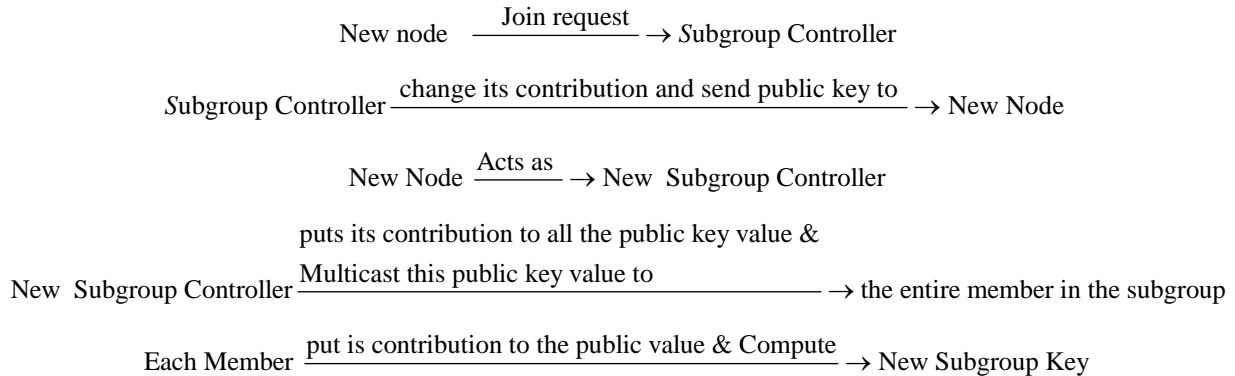 New node Join request → Subgroup Controller
Subgroup Controller change its contribution and send public key to → New Node
New Node Acts as → New Subgroup Controller
puts its contribution to all the public key value &
New Subgroup Controller Multicast this public key value to → the entire member in the subgroup
Each Member put is contribution to the public value & Compute → New Subgroup Key